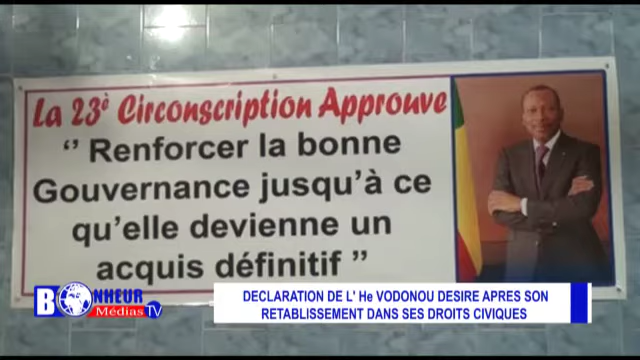 La 23è Circonscription Approuve
‘’ Renforcer la bonne
Gouvernance jusqu’à ce
qu’elle devienne un
acquis définitif ’’
BONHEUR
Médias TV
DECLARATION DE L' He VODONOU DESIRE APRES SON
RETABLISSEMENT DANS SES DROITS CIVIQUES